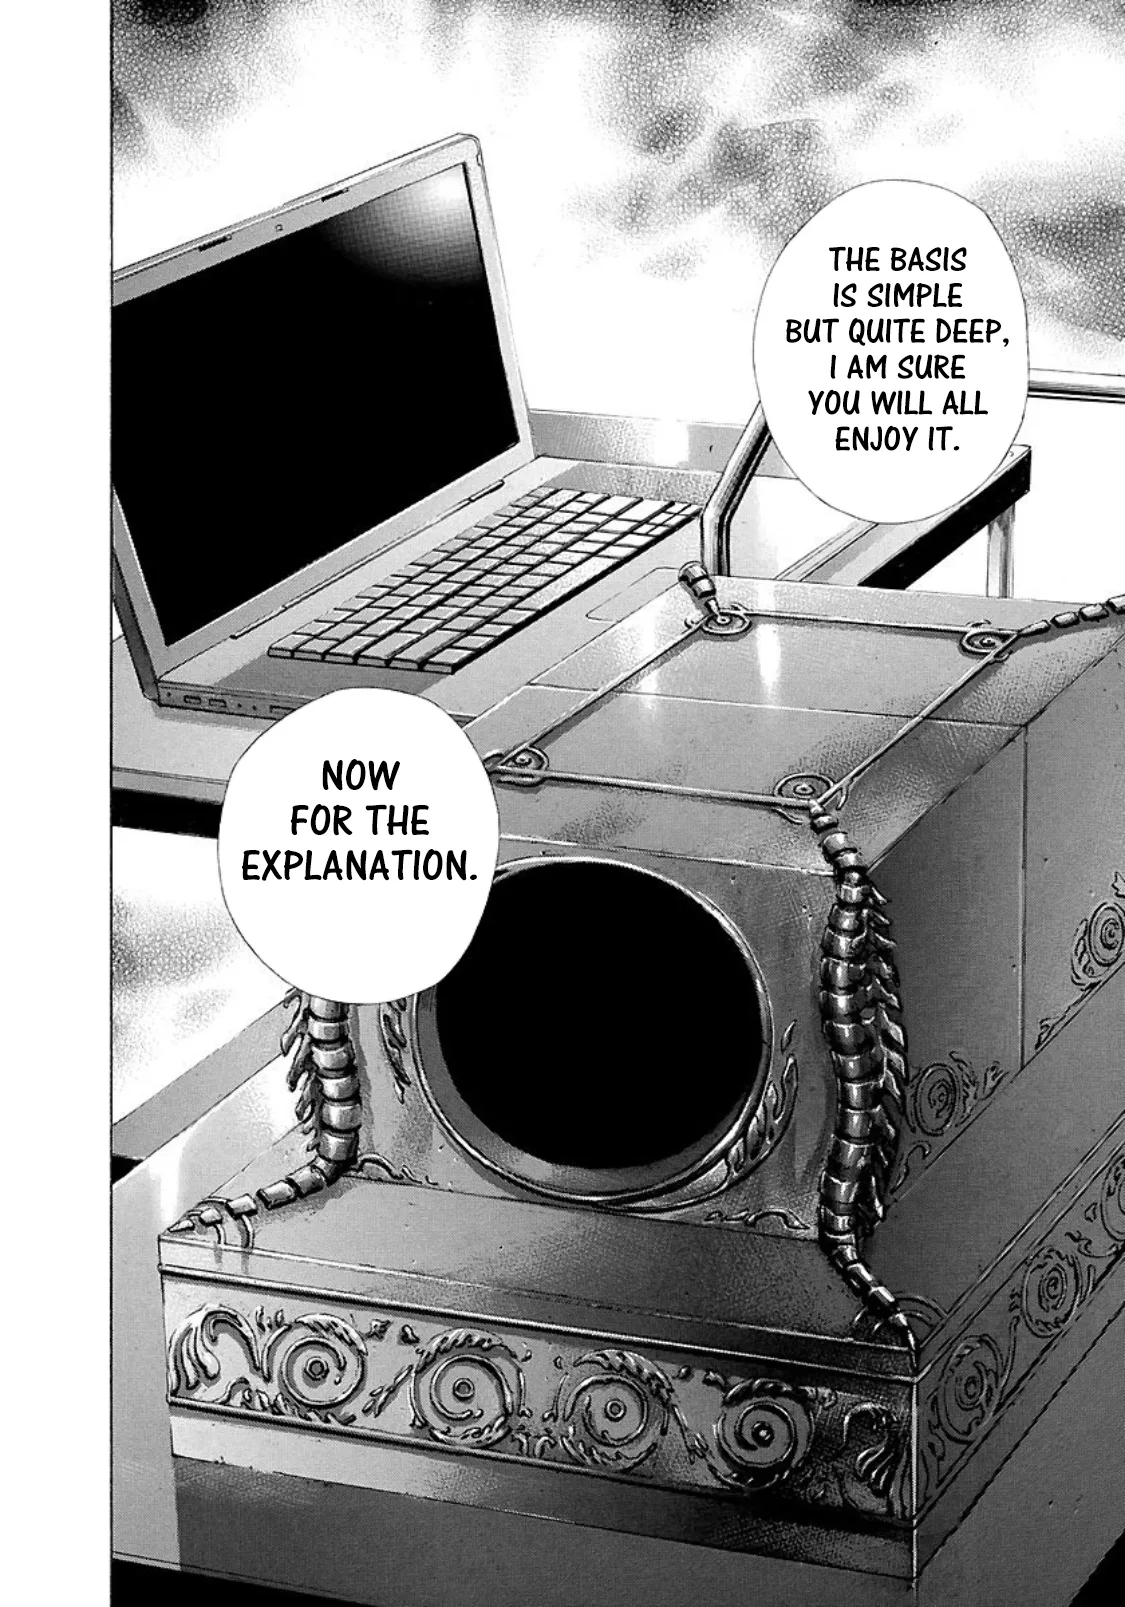 THE BASIS
IS SIMPLE
BUT QUITE DEEP,
I AM SURE
YOU WILL ALL
ENJOY IT.
NOW
FOR THE
EXPLANATION.